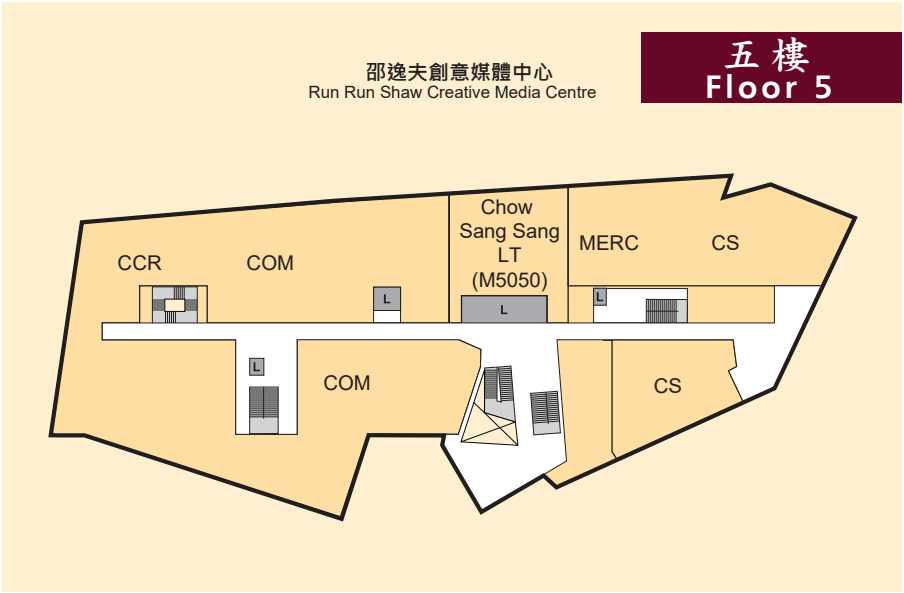 五樓
Floor 5
邵逸夫創意媒體中心
Run Run Shaw Creative Media Centre
Chow
Sang Sang
LT
(M5050)
MERC
CS
CCR
COM
L
L
L
L
COM
CS